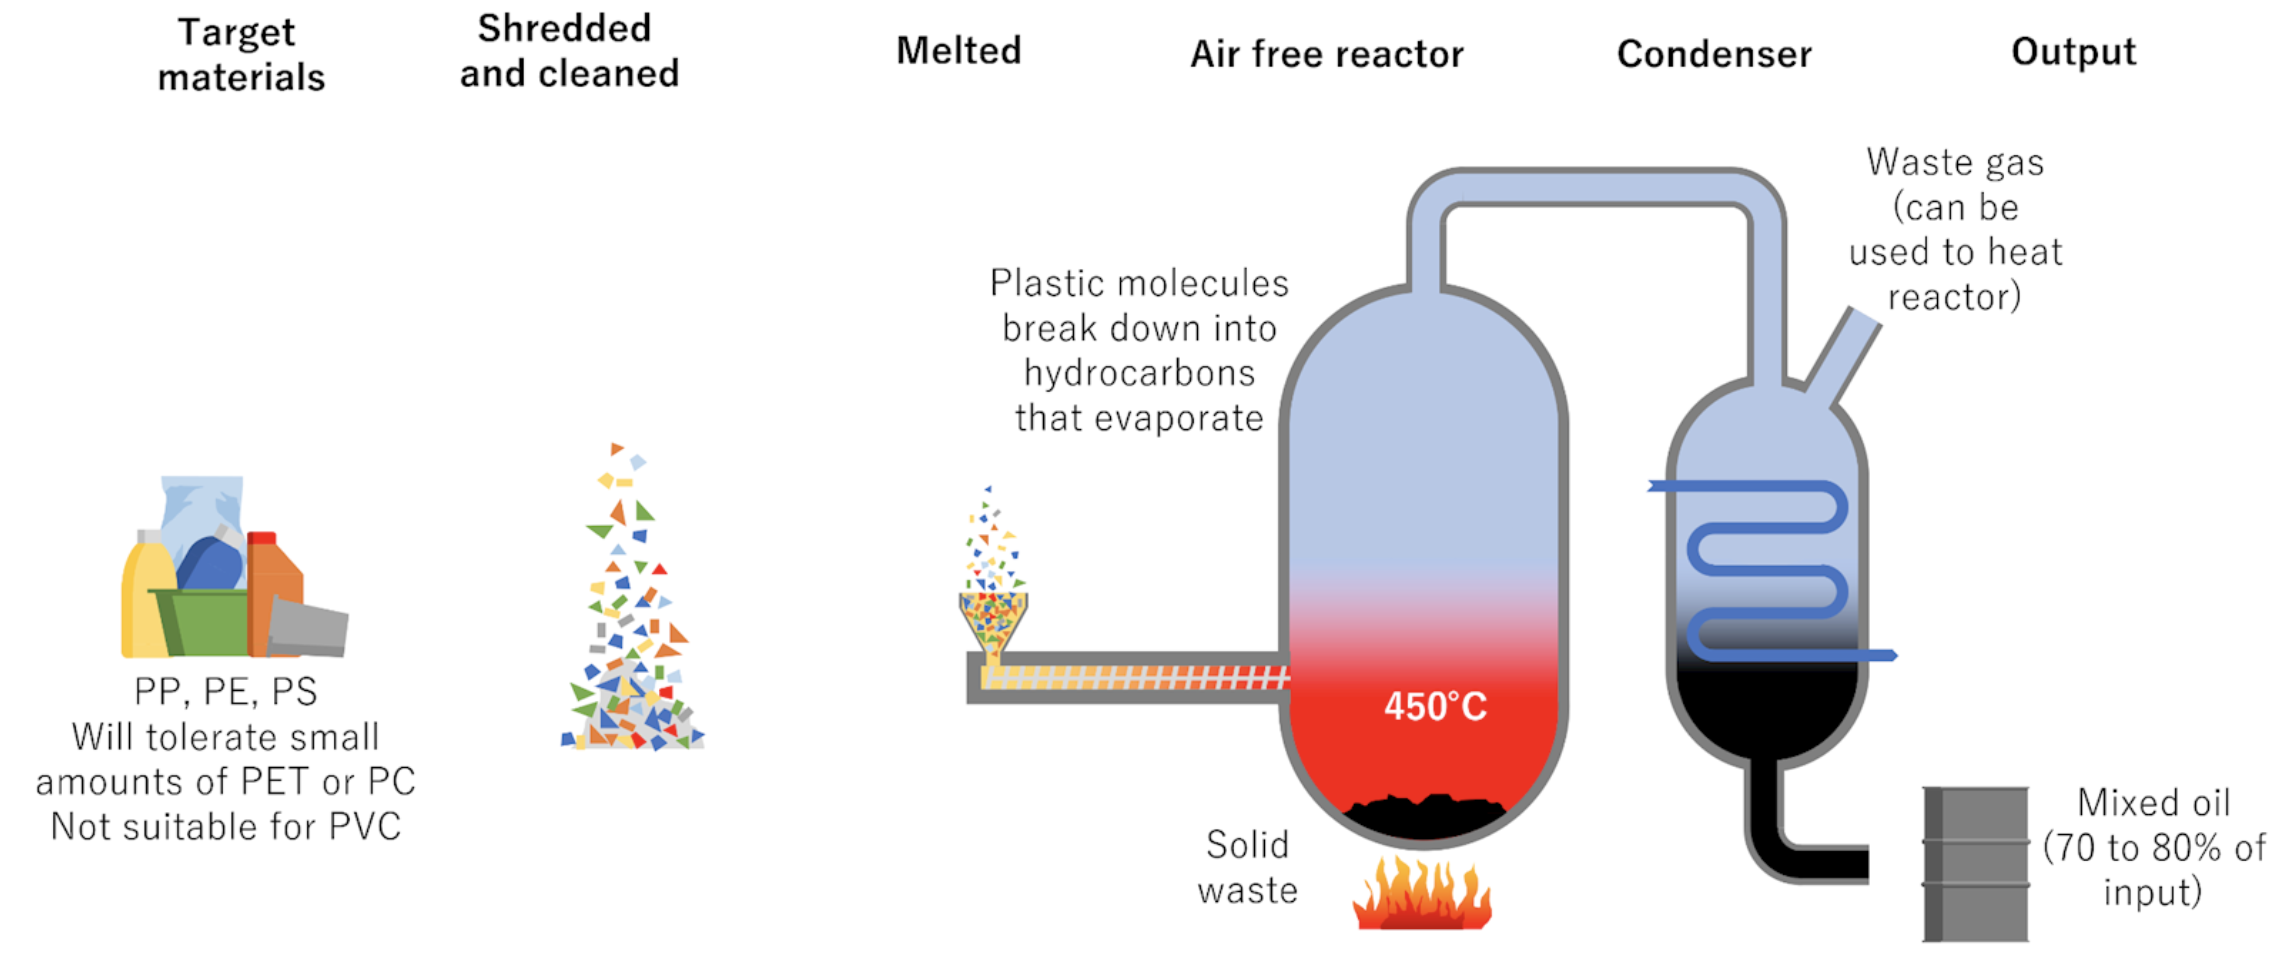 Target
materials
Shredded
and cleaned
Melted
Air free reactor
Condenser
Output
PP, PE, PS
Will tolerate small
amounts of PET or PC
Not suitable for PVC
Plastic molecules
break down into
hydrocarbons
that evaporate
450°C
Solid
waste
Waste gas
(can be
used to heat
reactor)
Mixed oil
(70 to 80% of
input)